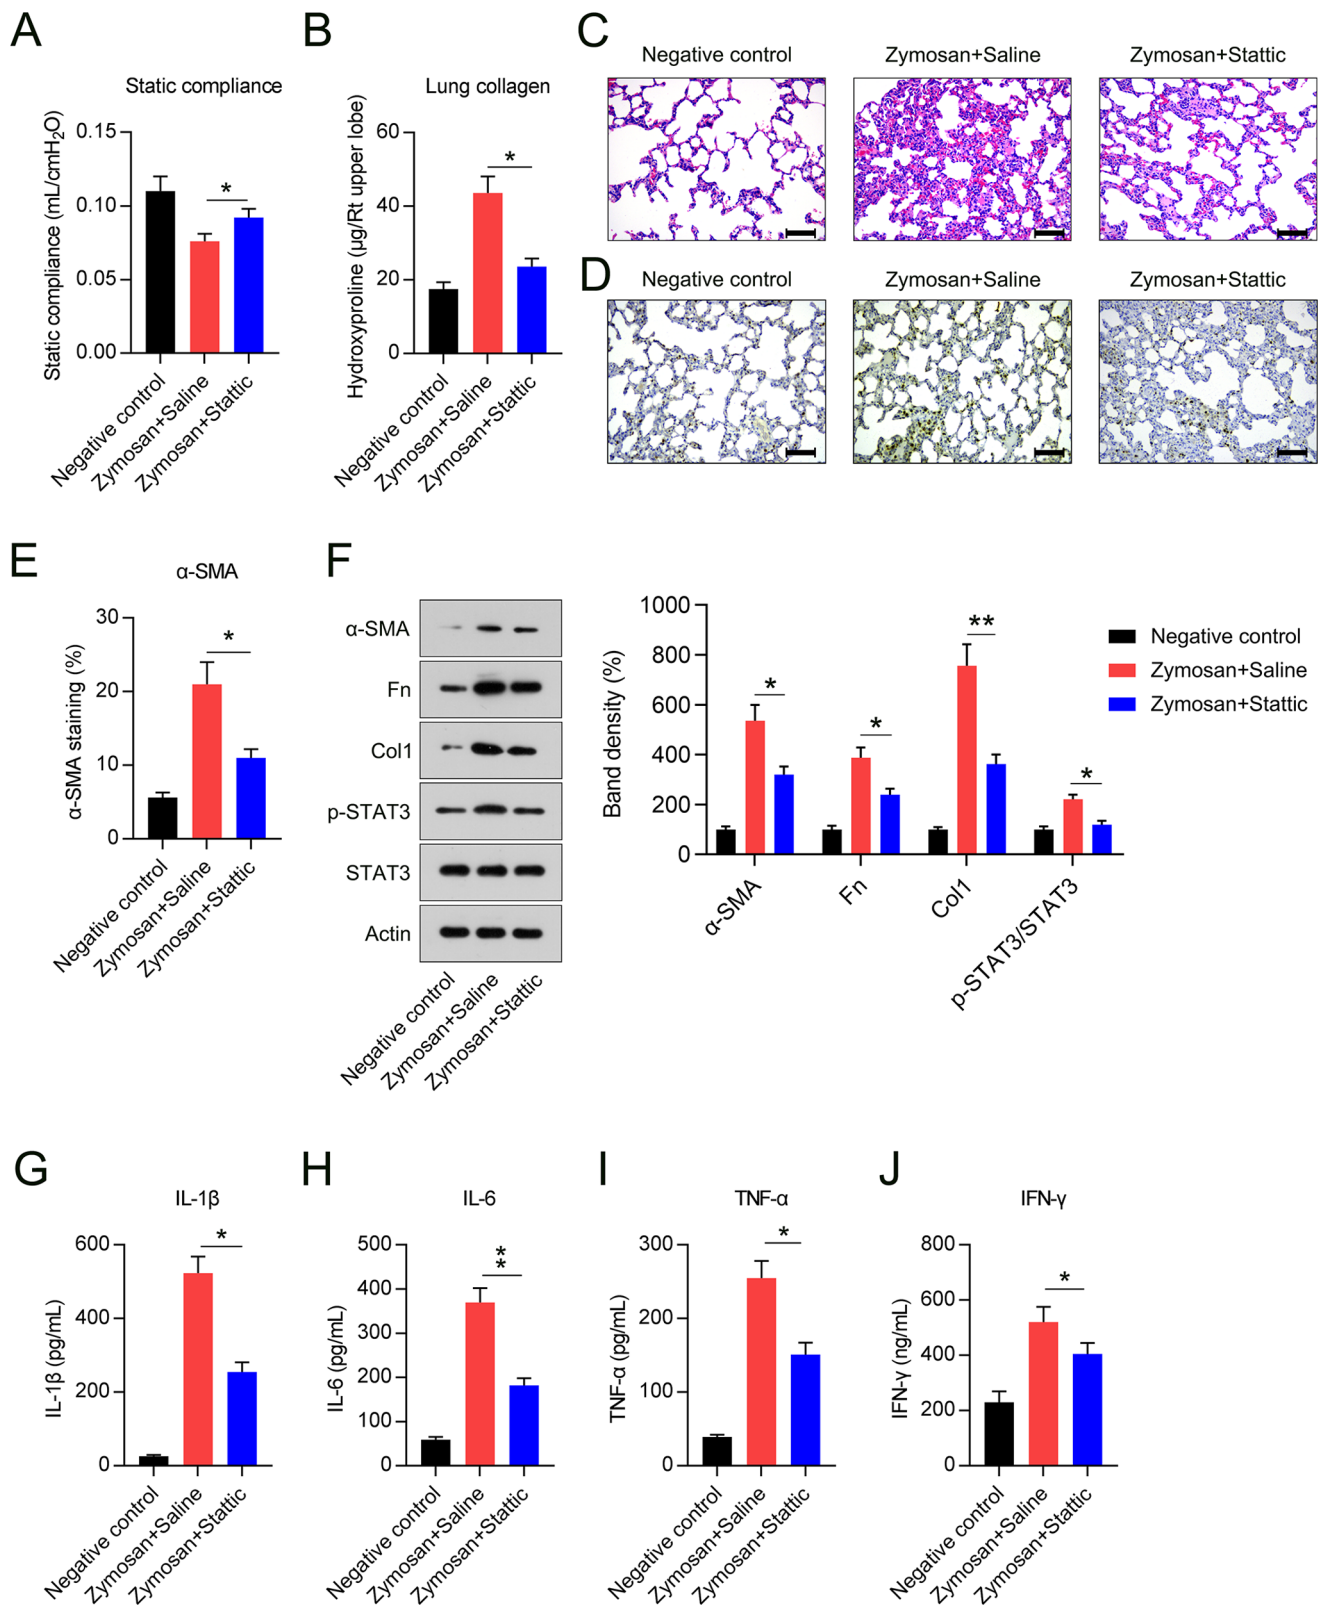 A
Static compliance
Static compliance (mL/cmH2O)
0.15
0.10
0.05
0.00
*
Negative control
Zymosan+Saline
Zymosan+Stattic
B
Lung collagen
Hydroxyproline (µg/Rt upper lobe)
60
40
20
0
*
Negative control
Zymosan+Saline
Zymosan+Stattic
C
Negative control
Zymosan+Saline
Zymosan+Stattic
D
Negative control
Zymosan+Saline
Zymosan+Stattic
E
α-SMA
α-SMA staining (%)
30
20
10
0
*
Negative control
Zymosan+Saline
Zymosan+Stattic
F
α-SMA
Fn
Col1
p-STAT3
STAT3
Actin
Negative control
Zymosan+Saline
Zymosan+Stattic
Band density (%)
1000
800
600
400
200
0
*
*
**
*
α-SMA
Fn
Col1
p-STAT3/STAT3
Negative control
Zymosan+Saline
Zymosan+Stattic
G
IL-1β
IL-1β (pg/mL)
600
400
200
0
*
Negative control
Zymosan+Saline
Zymosan+Stattic
H
IL-6
IL-6 (pg/mL)
500
400
300
200
100
0
*
*
Negative control
Zymosan+Saline
Zymosan+Stattic
I
TNF-α
TNF-α (pg/mL)
300
200
100
0
*
Negative control
Zymosan+Saline
Zymosan+Stattic
J
IFN-γ
IFN-γ (ng/mL)
800
600
400
200
0
*
Negative control
Zymosan+Saline
Zymosan+Stattic